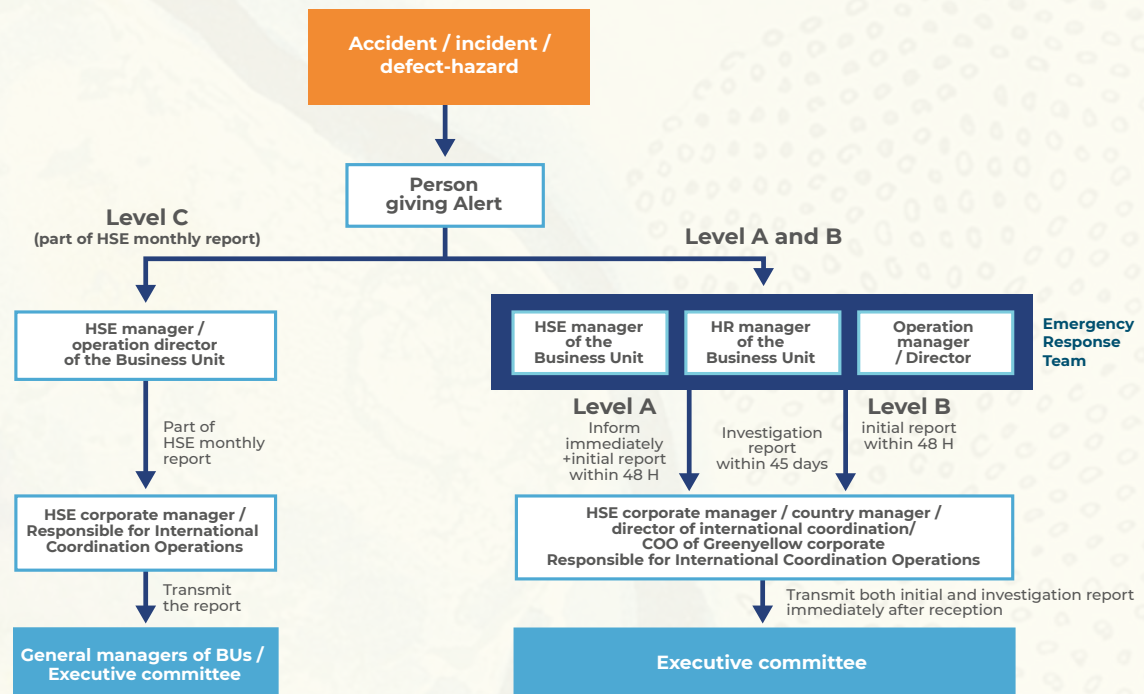 Accident / incident /
defect-hazard
Person
giving Alert
Level C
(part of HSE monthly report)
Level A and B
HSE manager /
operation director
of the Business Unit
HSE manager
of the
Business Unit
HR manager
of the
Business Unit
Operation
manager
/ Director
Emergency
Response
Team
Part of
HSE monthly
report
Level A
Inform
immediately
+initial report
within 48 H
Investigation
report
within 45 days
Level B
initial report
within 48 H
HSE corporate manager /
Responsible for International
Coordination Operations
HSE corporate manager / country manager /
director of international coordination/
COO of Greenyellow corporate
Responsible for International Coordination Operations
Transmit
the report
Transmit both initial and investigation report
immediately after reception
General managers of BUs /
Executive committee
Executive committee